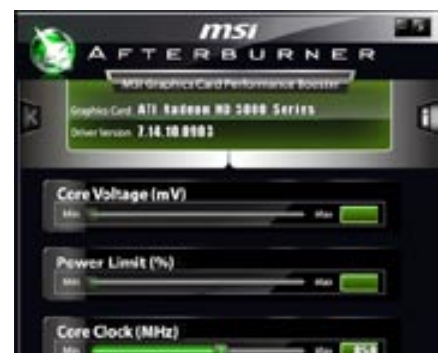 msi
AFTERBURNER
MSI Graphics Card Performance Booster
K
i
Graphics Card ATI Radeon HD 5800 Series
Driver Version 7.14.10.0903
Core Voltage (mV)
Min Max
Power Limit (%)
Min Max
Core Clock (MHz)
Min Max